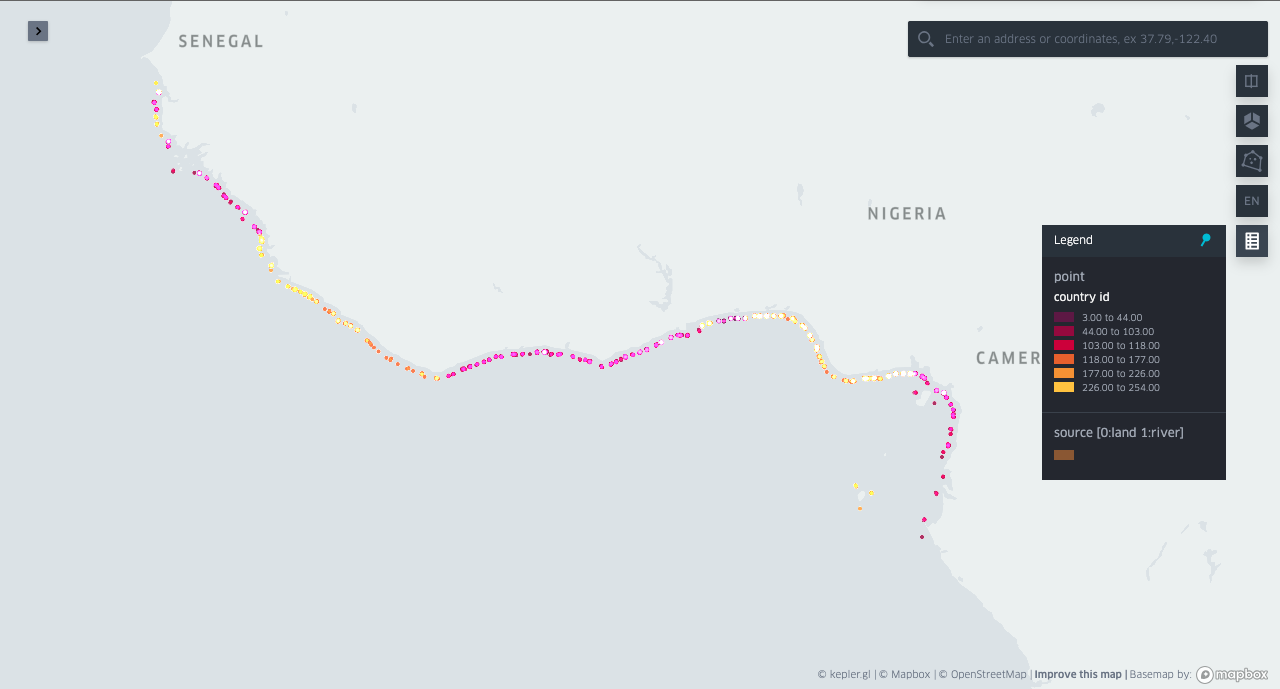 SENEGAL
Enter an address or coordinates, ex 37.79,-122.40
EN
NIGERIA
CAMER
Legend
point
country id
3.00 to 44.00
44.00 to 103.00
103.00 to 118.00
118.00 to 177.00
177.00 to 226.00
226.00 to 254.00
source [0:land 1:river]
© kepler.gl | © Mapbox | © OpenStreetMap | Improve this map | Basemap by: mapbox